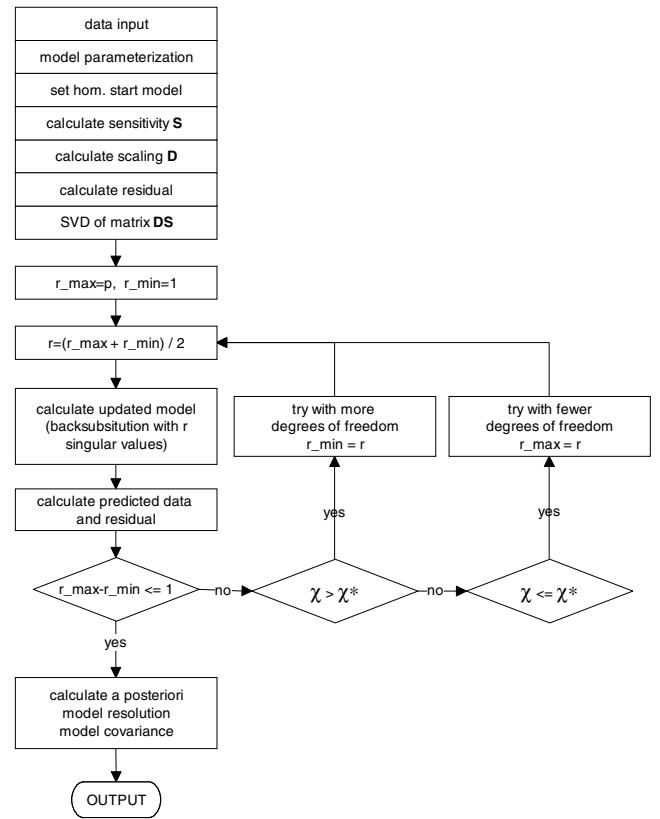 data input
model parameterization
set hom. start model
calculate sensitivity S
calculate scaling D
calculate residual
SVD of matrix DS
r_max=p, r_min=1
r=(r_max + r_min) / 2
calculate updated model
(backsubsitution with r
singular values)
try with more
degrees of freedom
r_min = r
try with fewer
degrees of freedom
r_max = r
calculate predicted data
and residual
yes
yes
r_max-r_min <= 1
no
χ > χ*
no
χ <= χ*
yes
calculate a posteriori
model resolution
model covariance
OUTPUT